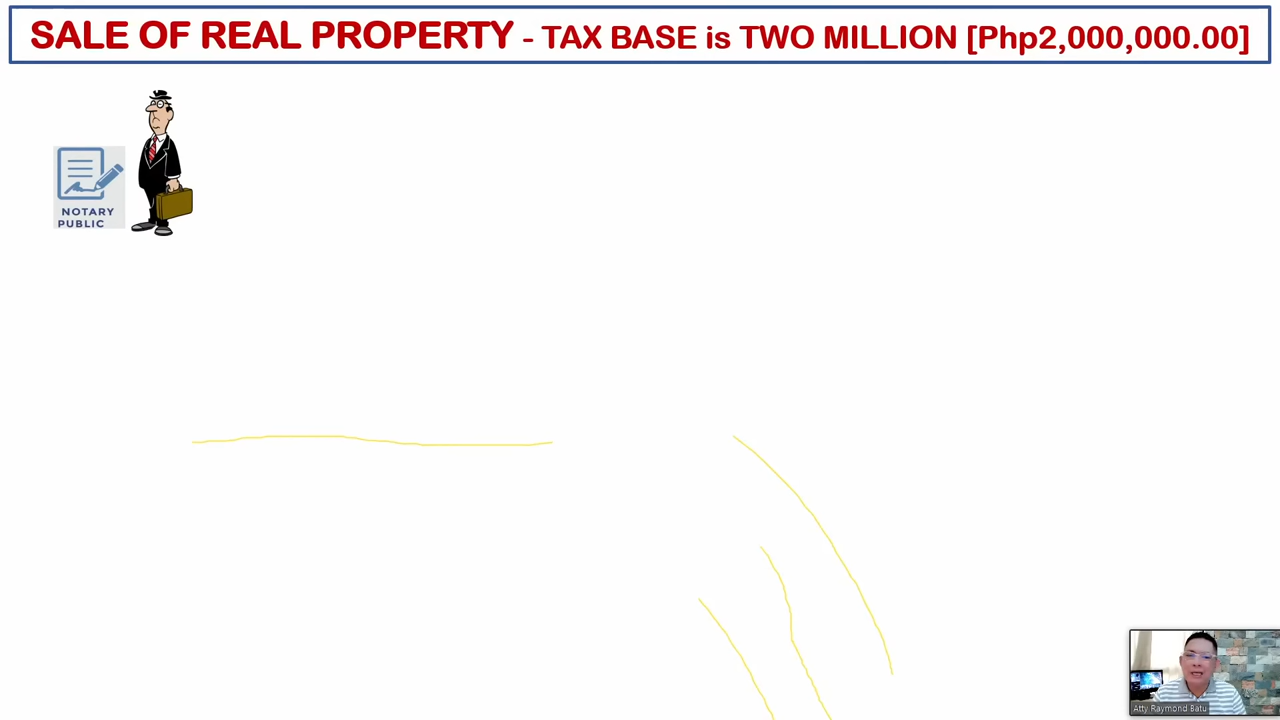 SALE OF REAL PROPERTY - TAX BASE is TWO MILLION [Php2,000,000.00]
NOTARY
PUBLIC
Atty Raymond Batu